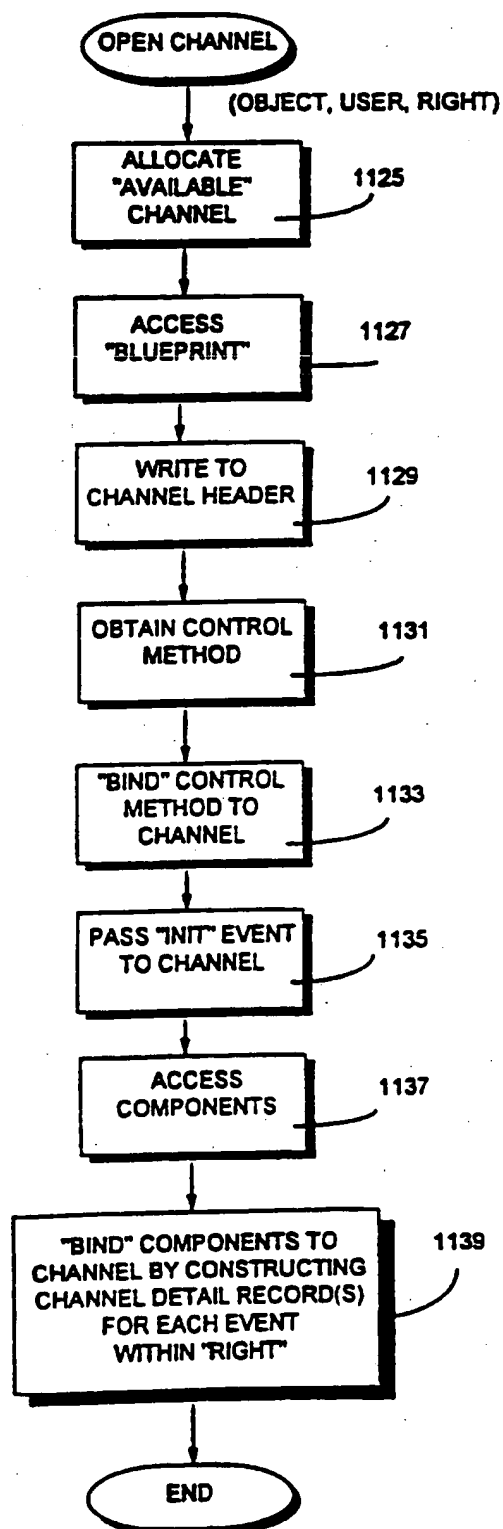 OPEN CHANNEL
(OBJECT, USER, RIGHT)
ALLOCATE
"AVAILABLE"
CHANNEL
1125
ACCESS
"BLUEPRINT"
1127
WRITE TO
CHANNEL HEADER
1129
OBTAIN CONTROL
METHOD
1131
"BIND" CONTROL
METHOD TO
CHANNEL
1133
PASS "INIT" EVENT
TO CHANNEL
1135
ACCESS
COMPONENTS
1137
"BIND" COMPONENTS TO
CHANNEL BY CONSTRUCTING
CHANNEL DETAIL RECORD(S)
FOR EACH EVENT
WITHIN "RIGHT"
1139
END